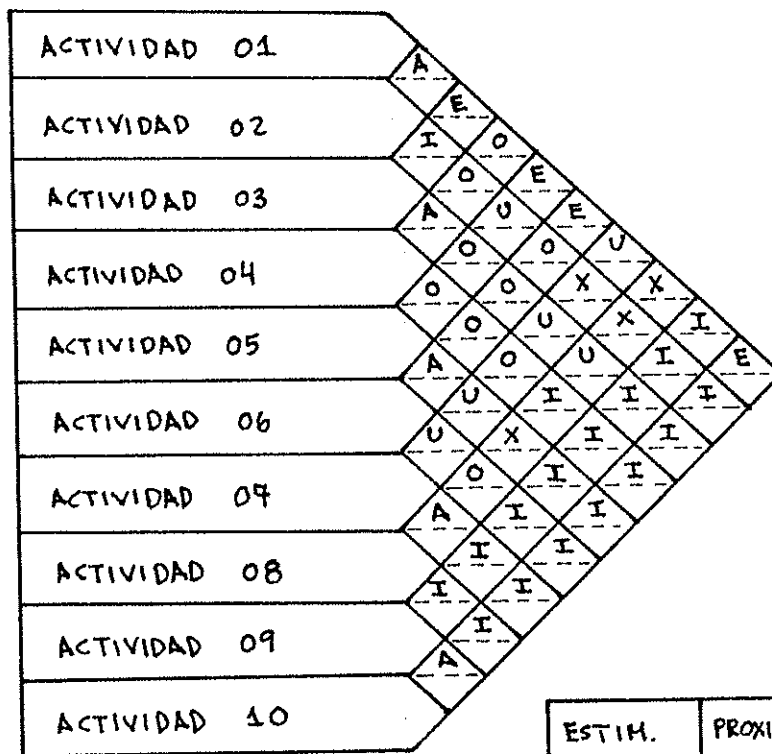 ACTIVIDAD 01
A E O E E U X I E
ACTIVIDAD 02
I O U O X X I I
ACTIVIDAD 03
A O O U U I I
ACTIVIDAD 04
O O O I I I
ACTIVIDAD 05
A U X I I
ACTIVIDAD 06
U O I I
ACTIVIDAD 07
A I I
ACTIVIDAD 08
I I
ACTIVIDAD 09
A
ACTIVIDAD 10
ESTIM. PROXI